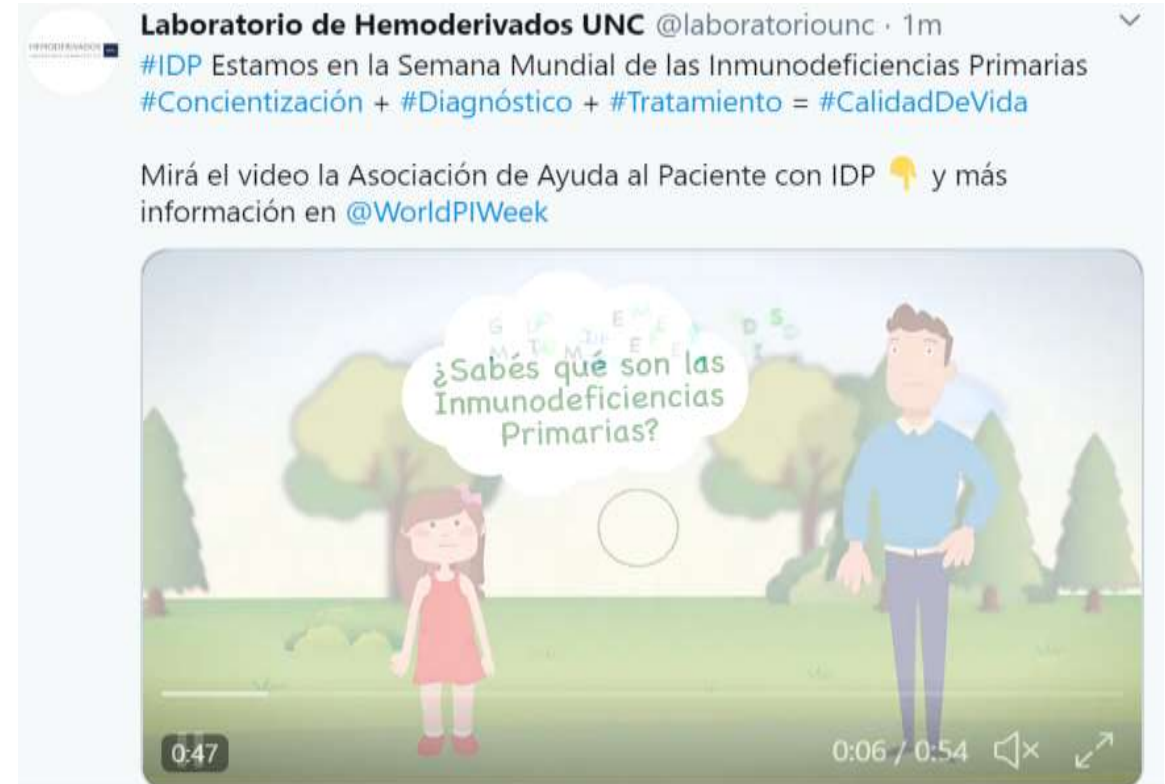 HEMODERIVADOS
Laboratorio de Hemoderivados UNC @laboratoriounc · 1m
#IDP Estamos en la Semana Mundial de las Inmunodeficiencias Primarias
#Concientización + #Diagnóstico + #Tratamiento = #CalidadDeVida
Mirá el video la Asociación de Ayuda al Paciente con IDP 👇 y más
información en @WorldPIWeek
¿Sabés qué son las
Inmunodeficiencias
Primarias?
0:47
0:06 / 0:54